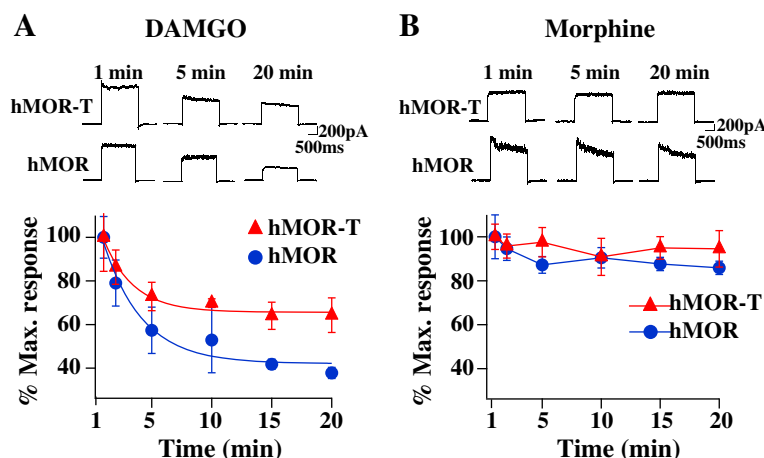 A DAMGO
1 min 5 min 20 min
hMOR-T
200pA
500ms
hMOR
% Max. response
100
80
60
40
hMOR-T
hMOR
1 5 10 15 20
Time (min)
B Morphine
1 min 5 min 20 min
hMOR-T
200pA
500ms
hMOR
% Max. response
100
80
60
40
hMOR-T
hMOR
1 5 10 15 20
Time (min)